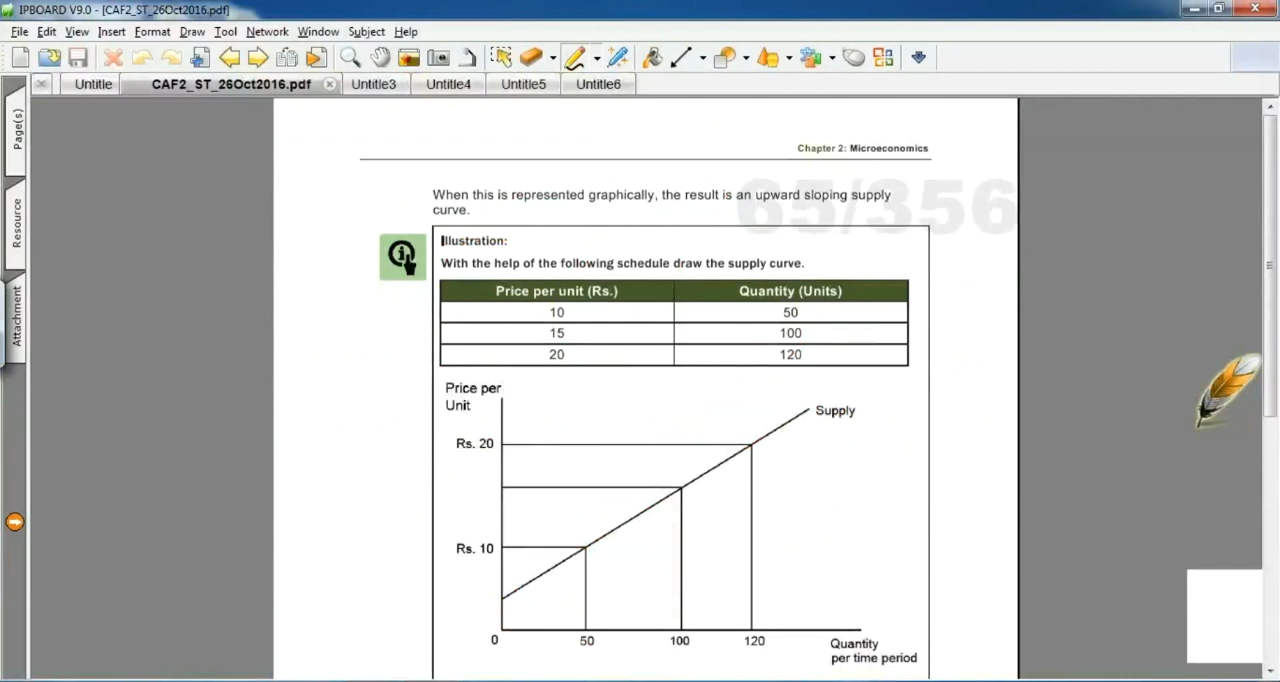 IPBOARD V9.0 - [CAF2_ST_26Oct2016.pdf]
File Edit View Insert Format Draw Tool Network Window Subject Help
Untitle CAF2_ST_26Oct2016.pdf Untitle3 Untitle4 Untitle5 Untitle6
Page(s)
Resource
Attachment
Chapter 2: Microeconomics
65/356
When this is represented graphically, the result is an upward sloping supply
curve.
Illustration:
With the help of the following schedule draw the supply curve.
Price per unit (Rs.) Quantity (Units)
10 50
15 100
20 120
Price per
Unit
Supply
Rs. 20
Rs. 10
0 50 100 120
Quantity
per time period